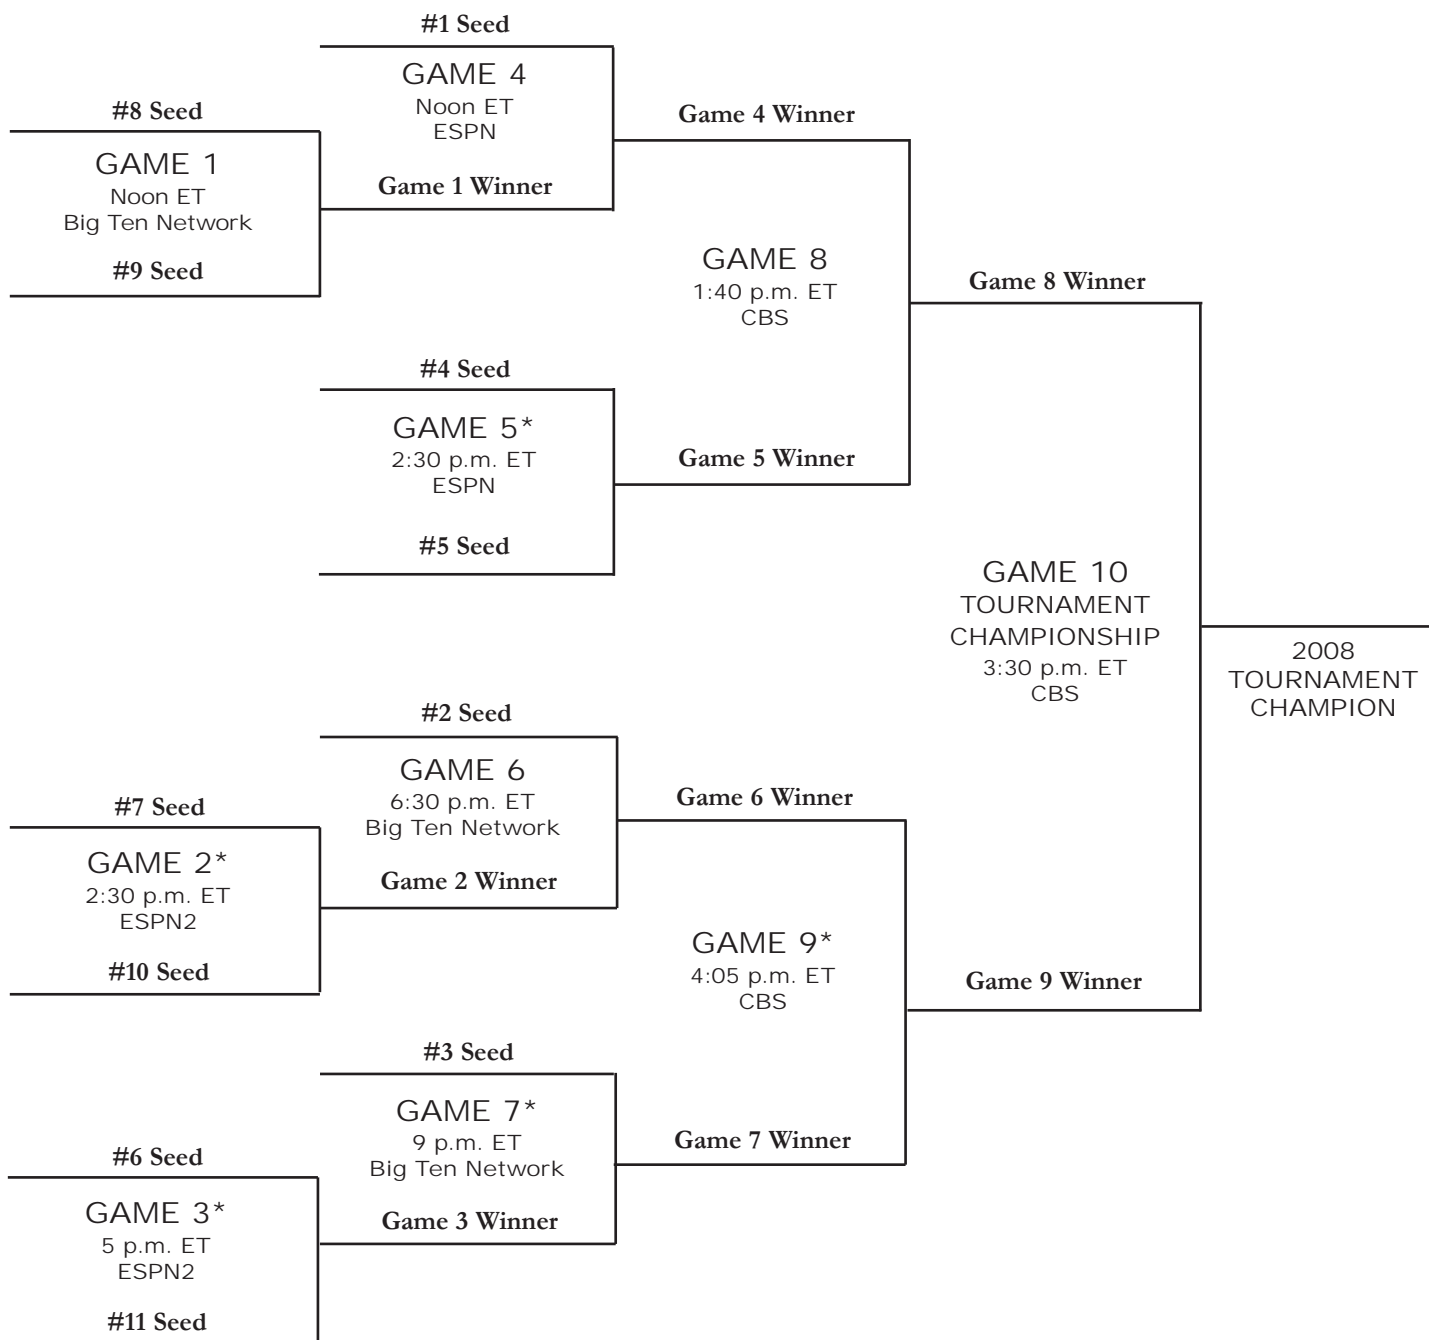 #1 Seed
GAME 4
Noon ET
ESPN
#8 Seed
GAME 1
Noon ET
Big Ten Network
#9 Seed
Game 1 Winner
Game 4 Winner
GAME 8
1:40 p.m. ET
CBS
Game 8 Winner
#4 Seed
GAME 5*
2:30 p.m. ET
ESPN
#5 Seed
Game 5 Winner
GAME 10
TOURNAMENT
CHAMPIONSHIP
3:30 p.m. ET
CBS
2008
TOURNAMENT
CHAMPION
#2 Seed
GAME 6
6:30 p.m. ET
Big Ten Network
#7 Seed
GAME 2*
2:30 p.m. ET
ESPN2
#10 Seed
Game 2 Winner
Game 6 Winner
GAME 9*
4:05 p.m. ET
CBS
Game 9 Winner
#3 Seed
GAME 7*
9 p.m. ET
Big Ten Network
Game 7 Winner
#6 Seed
GAME 3*
5 p.m. ET
ESPN2
#11 Seed
Game 3 Winner